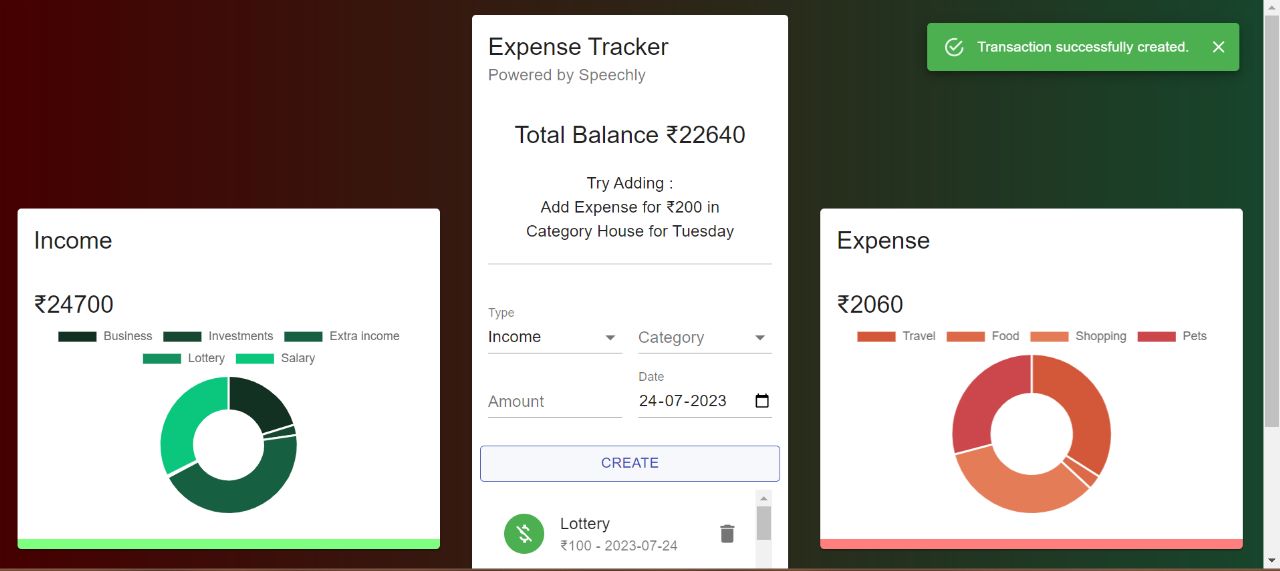 Expense Tracker
Powered by Speechly
Transaction successfully created.
Total Balance ₹22640
Try Adding :
Add Expense for ₹200 in
Category House for Tuesday
Income
₹24700
Business Investments Extra income
Lottery Salary
Type
Income Category
Date
Amount 24-07-2023
CREATE
Lottery
₹100 - 2023-07-24
Expense
₹2060
Travel Food Shopping Pets